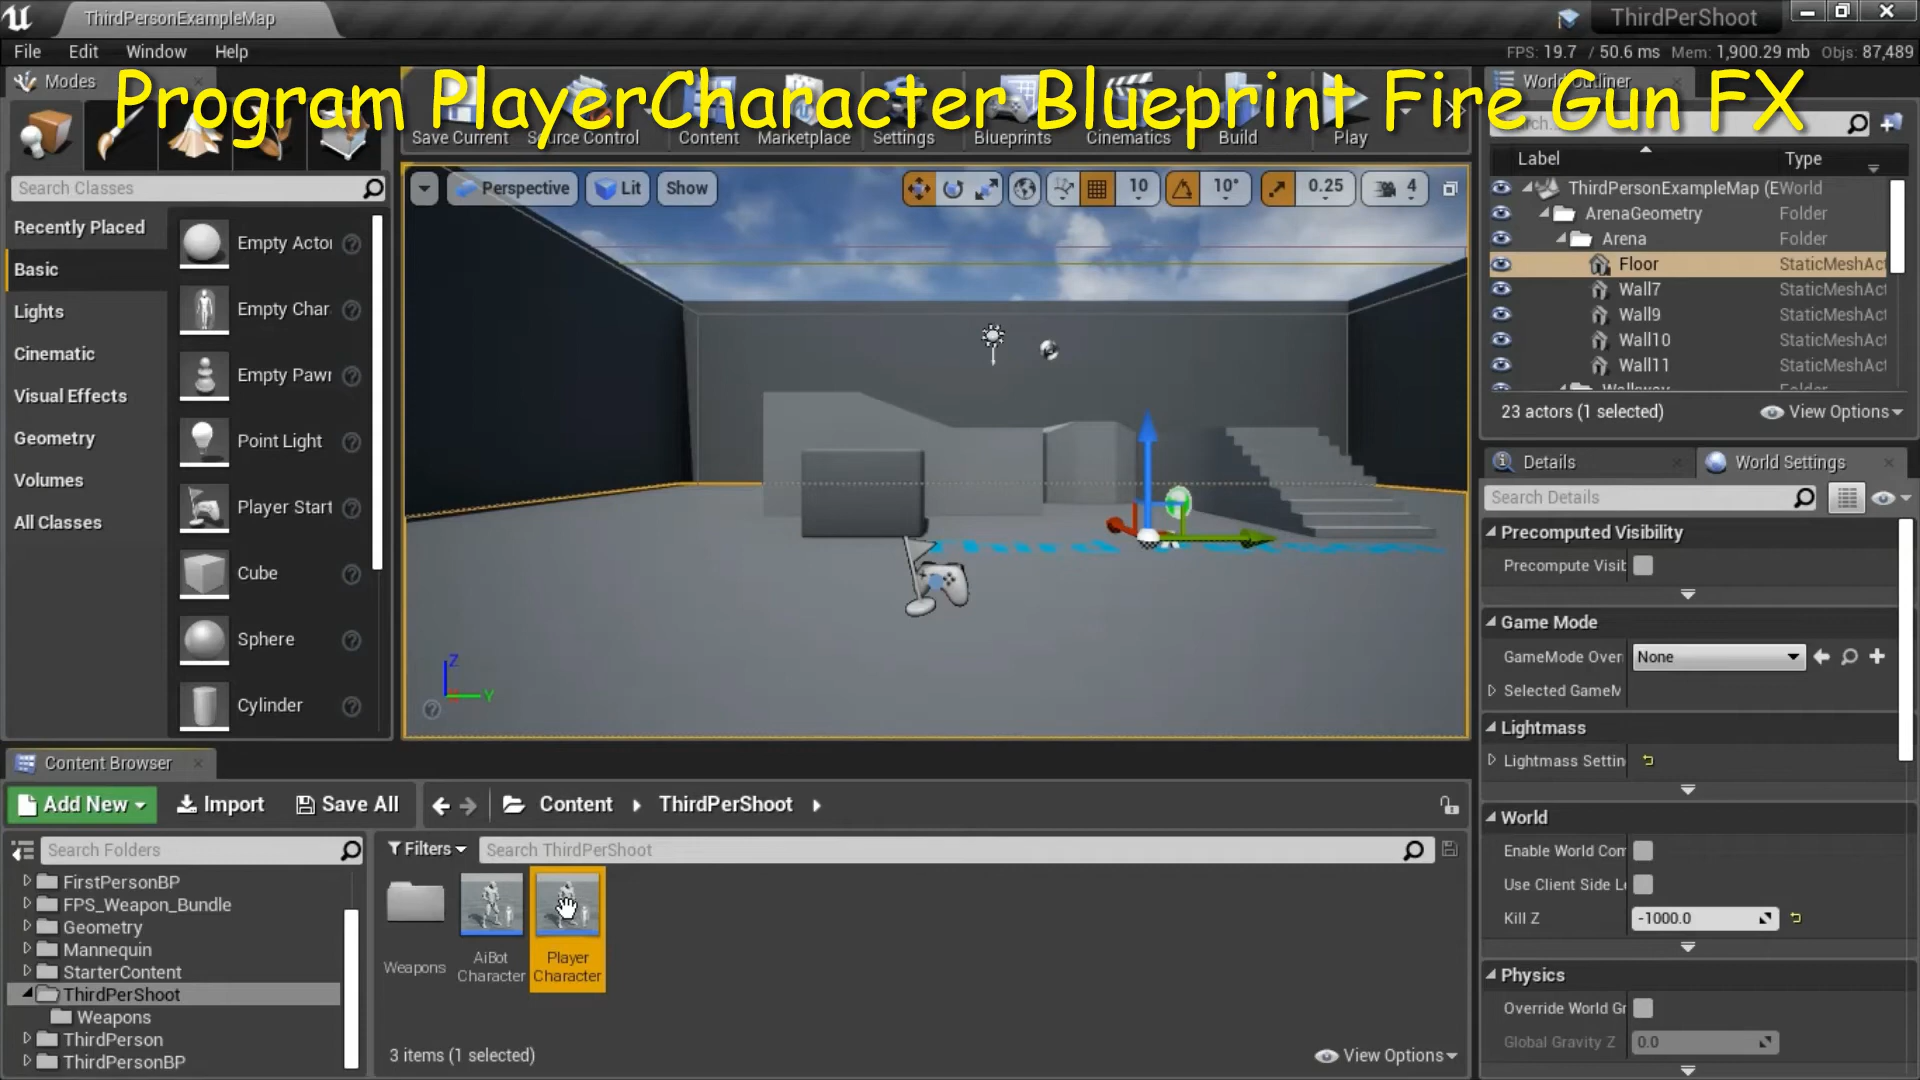 ThirdPersonExampleMap
ThirdPerShoot
File Edit Window Help
FPS: 19.7 / 50.6 ms Mem: 1,900.29 mb Objs: 87,489
Program PlayerCharacter Blueprint Fire Gun FX
Modes
World Outliner
Save Current Source Control Content Marketplace Settings Blueprints Cinematics Build Play
Search Classes
Perspective Lit Show 10 10° 0.25 4
Label Type
ThirdPersonExampleMap (E World
ArenaGeometry Folder
Arena Folder
Floor StaticMeshAct
Wall7 StaticMeshAct
Wall9 StaticMeshAct
Wall10 StaticMeshAct
Wall11 StaticMeshAct
Walkway Folder
23 actors (1 selected) View Options
Recently Placed
Basic
Lights
Cinematic
Visual Effects
Geometry
Volumes
All Classes
Empty Actor
Empty Char
Empty Pawn
Point Light
Player Start
Cube
Sphere
Cylinder
Z
Y
Details World Settings
Search Details
Precomputed Visibility
Precompute Visib
Game Mode
GameMode Over None
Selected GameM
Lightmass
Lightmass Settin
World
Enable World Com
Use Client Side Le
Kill Z -1000.0
Physics
Override World Gr
Global Gravity Z 0.0
Content Browser
Add New Import Save All Content ThirdPerShoot
Search Folders
Filters Search ThirdPerShoot
FirstPersonBP
FPS_Weapon_Bundle
Geometry
Mannequin
StarterContent
ThirdPerShoot
Weapons
ThirdPerson
ThirdPersonBP
Weapons
AiBot
Character
Player
Character
3 items (1 selected) View Options